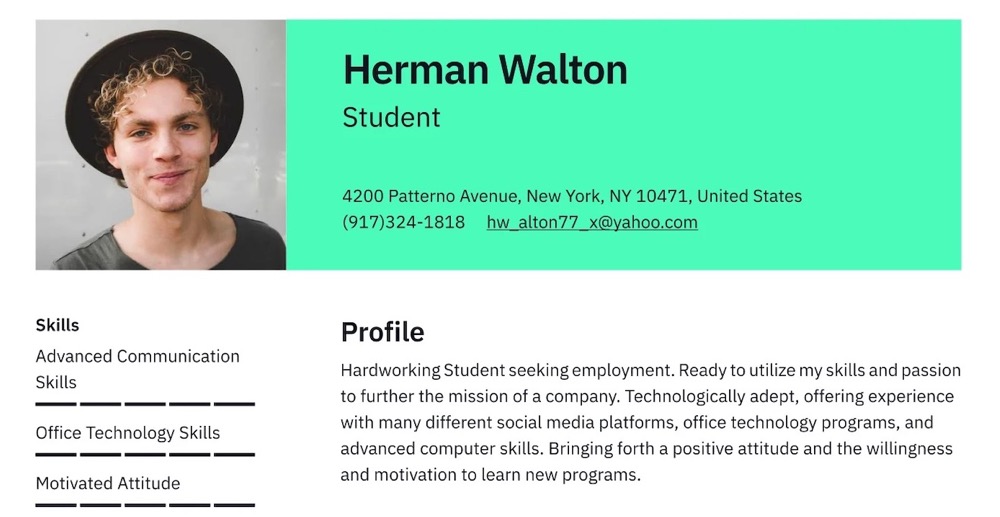 Herman Walton
Student
4200 Patterno Avenue, New York, NY 10471, United States
(917)324-1818 hw_alton77_x@yahoo.com
Skills
Advanced Communication
Skills
Office Technology Skills
Motivated Attitude
Profile
Hardworking Student seeking employment. Ready to utilize my skills and passion
to further the mission of a company. Technologically adept, offering experience
with many different social media platforms, office technology programs, and
advanced computer skills. Bringing forth a positive attitude and the willingness
and motivation to learn new programs.